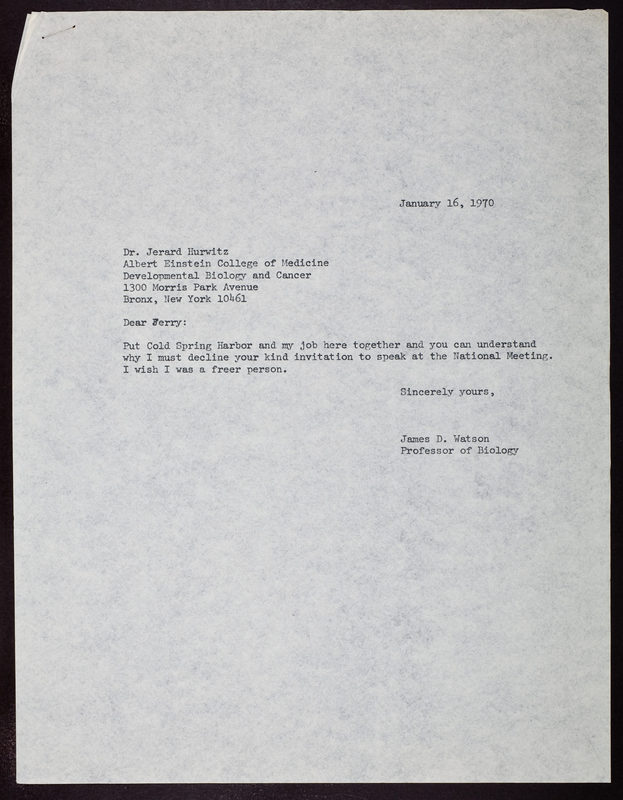 January 16, 1970
Dr. Jerard Hurwitz
Albert Einstein College of Medicine
Developmental Biology and Cancer
1300 Morris Park Avenue
Bronx, New York 10461
Dear Jerry:
Put Cold Spring Harbor and my job here together and you can understand
why I must decline your kind invitation to speak at the National Meeting.
I wish I was a freer person.
Sincerely yours,
James D. Watson
Professor of Biology